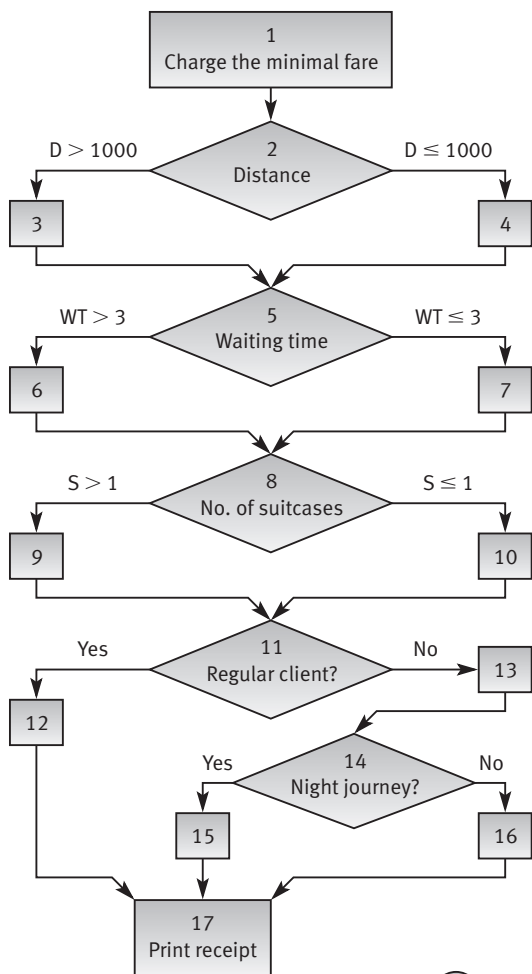 1
Charge the minimal fare
D > 1000
2
Distance
D ≤ 1000
3
4
WT > 3
5
Waiting time
WT ≤ 3
6
7
S > 1
8
No. of suitcases
S ≤ 1
9
10
Yes
11
Regular client?
No
13
12
Yes
14
Night journey?
No
15
16
17
Print receipt